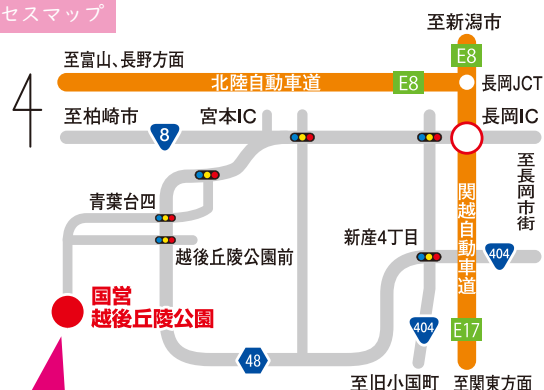 セスマップ
至新潟市
E8
至富山、長野方面
北陸自動車道
E8
長岡JCT
4
至柏崎市
8
宮本IC
長岡IC
至長岡市街
関越自動車道
青葉台四
新産4丁目
越後丘陵公園前
404
国営
越後丘陵公園
404
E17
48
至旧小国町
至関東方面